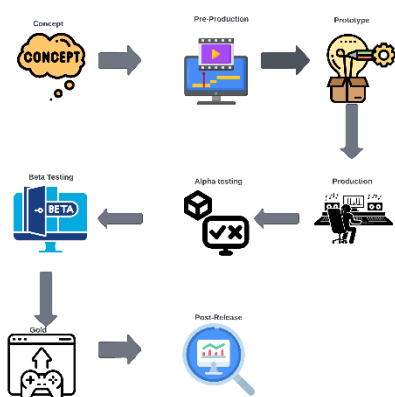 Concept
Pre-Production
Prototype
CONCEPT
Beta Testing
Alpha testing
Production
BETA
Gold
Post-Release